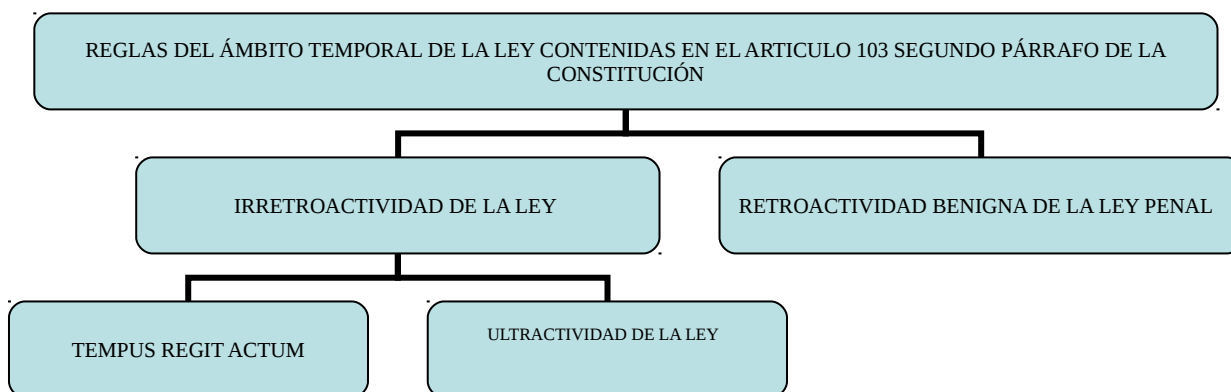 REGLAS DEL ÁMBITO TEMPORAL DE LA LEY CONTENIDAS EN EL ARTICULO 103 SEGUNDO PÁRRAFO DE LA
CONSTITUCIÓN
IRRETROACTIVIDAD DE LA LEY
RETROACTIVIDAD BENIGNA DE LA LEY PENAL
TEMPUS REGIT ACTUM
ULTRACTIVIDAD DE LA LEY